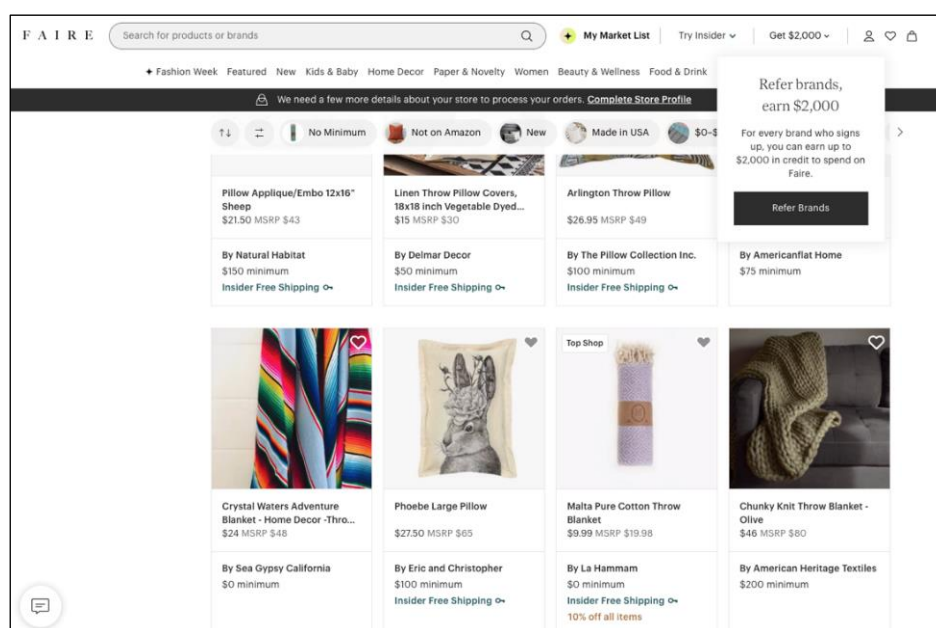 FAIRE
Search for products or brands
My Market List
Try Insider
Get $2,000
Fashion Week Featured New Kids & Baby Home Decor Paper & Novelty Women Beauty & Wellness Food & Drink
Refer brands,
earn $2,000
For every brand who signs
up, you can earn up to
$2,000 in credit to spend on
Faire.
Refer Brands
We need a few more details about your store to process your orders. Complete Store Profile
No Minimum
Not on Amazon
New
Made in USA
$0-$
Pillow Applique/Embo 12x16"
Sheep
$21.50 MSRP $43
By Natural Habitat
$150 minimum
Insider Free Shipping
Linen Throw Pillow Covers,
18x18 inch Vegetable Dyed...
$15 MSRP $30
By Delmar Decor
$50 minimum
Insider Free Shipping
Arlington Throw Pillow
$26.95 MSRP $49
By The Pillow Collection Inc.
$100 minimum
Insider Free Shipping
By Americanflat Home
$75 minimum
Crystal Waters Adventure
Blanket - Home Decor -Thro...
$24 MSRP $48
By Sea Gypsy California
$0 minimum
Phoebe Large Pillow
$27.50 MSRP $65
By Eric and Christopher
$100 minimum
Insider Free Shipping
Top Shop
Malta Pure Cotton Throw
Blanket
$9.99 MSRP $19.98
By La Hammam
$0 minimum
Insider Free Shipping
10% off all items
Chunky Knit Throw Blanket -
Olive
$46 MSRP $80
By American Heritage Textiles
$200 minimum